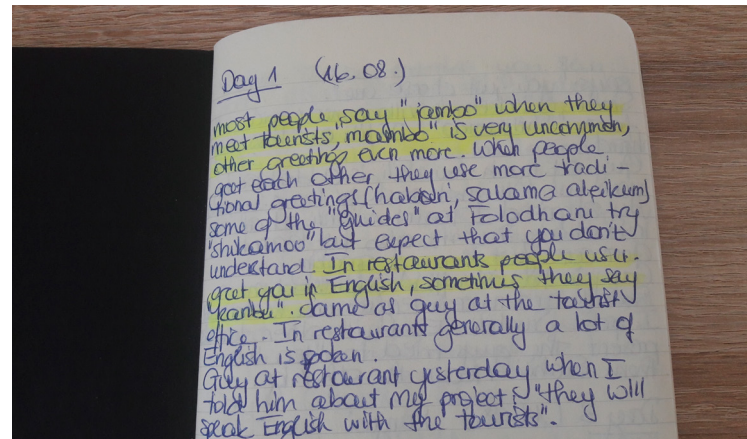 Day 1 (16. 08.)
most people say "jambo" when they
meet tourists, "mambo" is very uncommon,
other greetings even more. When people
greet each other they use more tradi-
tional greetings (habari, salama aleikum)
some of the "guides" at Folodhani try
"shikamoo" but expect that you don't
understand. In restaurants people usu.
greet you in English, sometimes they say
"jambo". Same as guy at the tourist
office. In restaurants generally a lot of
English is spoken.
Guy at restaurant yesterday when I
told him about my project: "they will
speak English with the tourists".